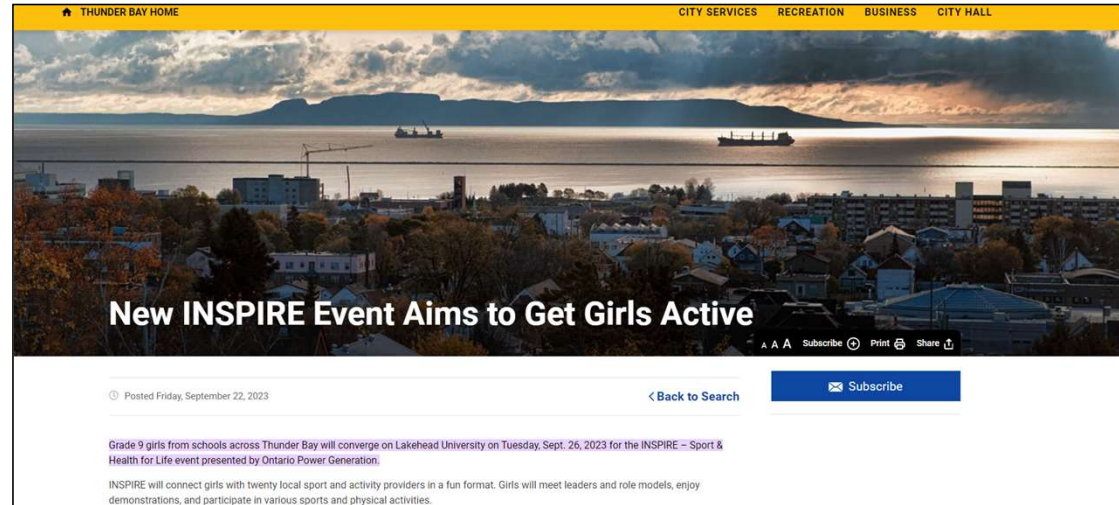 THUNDER BAY HOME CITY SERVICES RECREATION BUSINESS CITY HALL
New INSPIRE Event Aims to Get Girls Active
A A A Subscribe Print Share
Posted Friday, September 22, 2023
< Back to Search
Subscribe
Grade 9 girls from schools across Thunder Bay will converge on Lakehead University on Tuesday, Sept. 26, 2023 for the INSPIRE – Sport &
Health for Life event presented by Ontario Power Generation.
INSPIRE will connect girls with twenty local sport and activity providers in a fun format. Girls will meet leaders and role models, enjoy
demonstrations, and participate in various sports and physical activities.